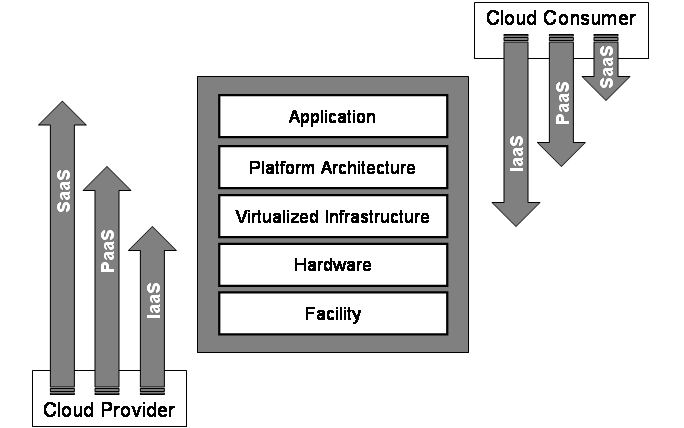 Cloud Consumer
IaaS
PaaS
SaaS
Application
Platform Architecture
Virtualized Infrastructure
Hardware
Facility
SaaS
PaaS
IaaS
Cloud Provider